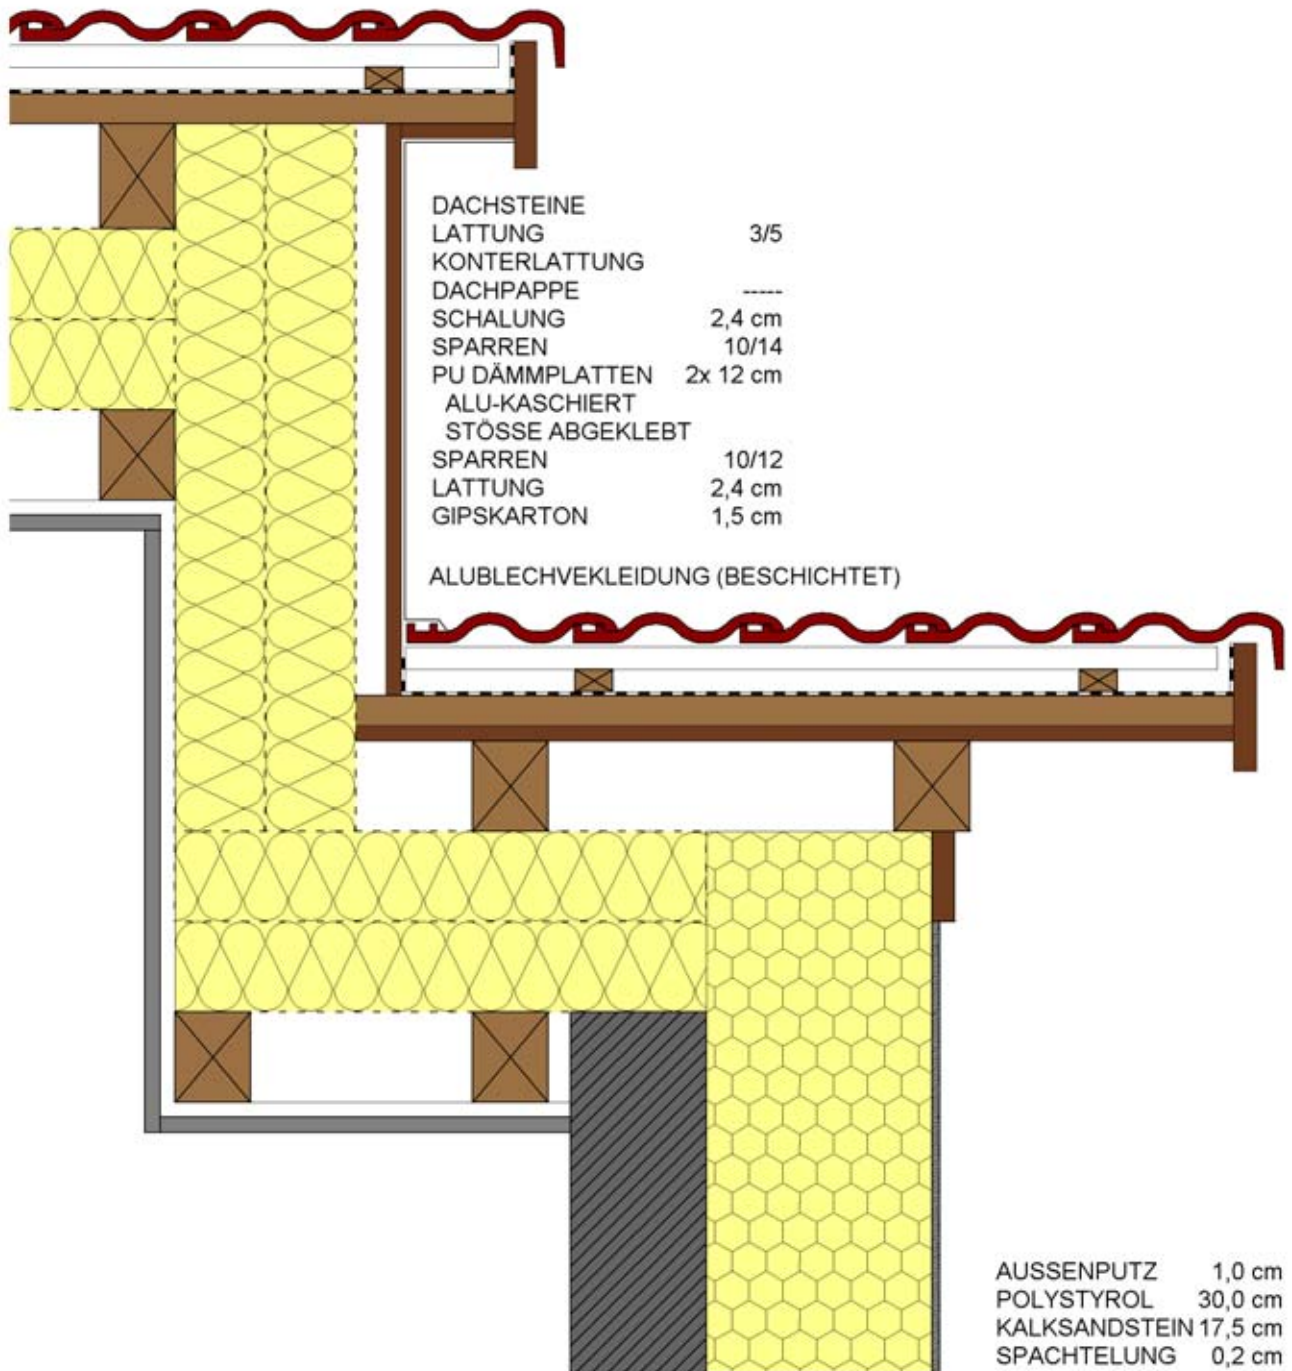 DACHSTEINE
LATTUNG 3/5
KONTERLATTUNG
DACHPAPPE -----
SCHALUNG 2,4 cm
SPARREN 10/14
PU DÄMMPLATTEN 2x 12 cm
ALU-KASCHIERT
STÖSSE ABGEKLEBT
SPARREN 10/12
LATTUNG 2,4 cm
GIPSKARTON 1,5 cm
ALUBLECHVEKLEIDUNG (BESCHICHTET)
AUSSENPUTZ 1,0 cm
POLYSTYROL 30,0 cm
KALKSANDSTEIN 17,5 cm
SPACHTELUNG 0,2 cm